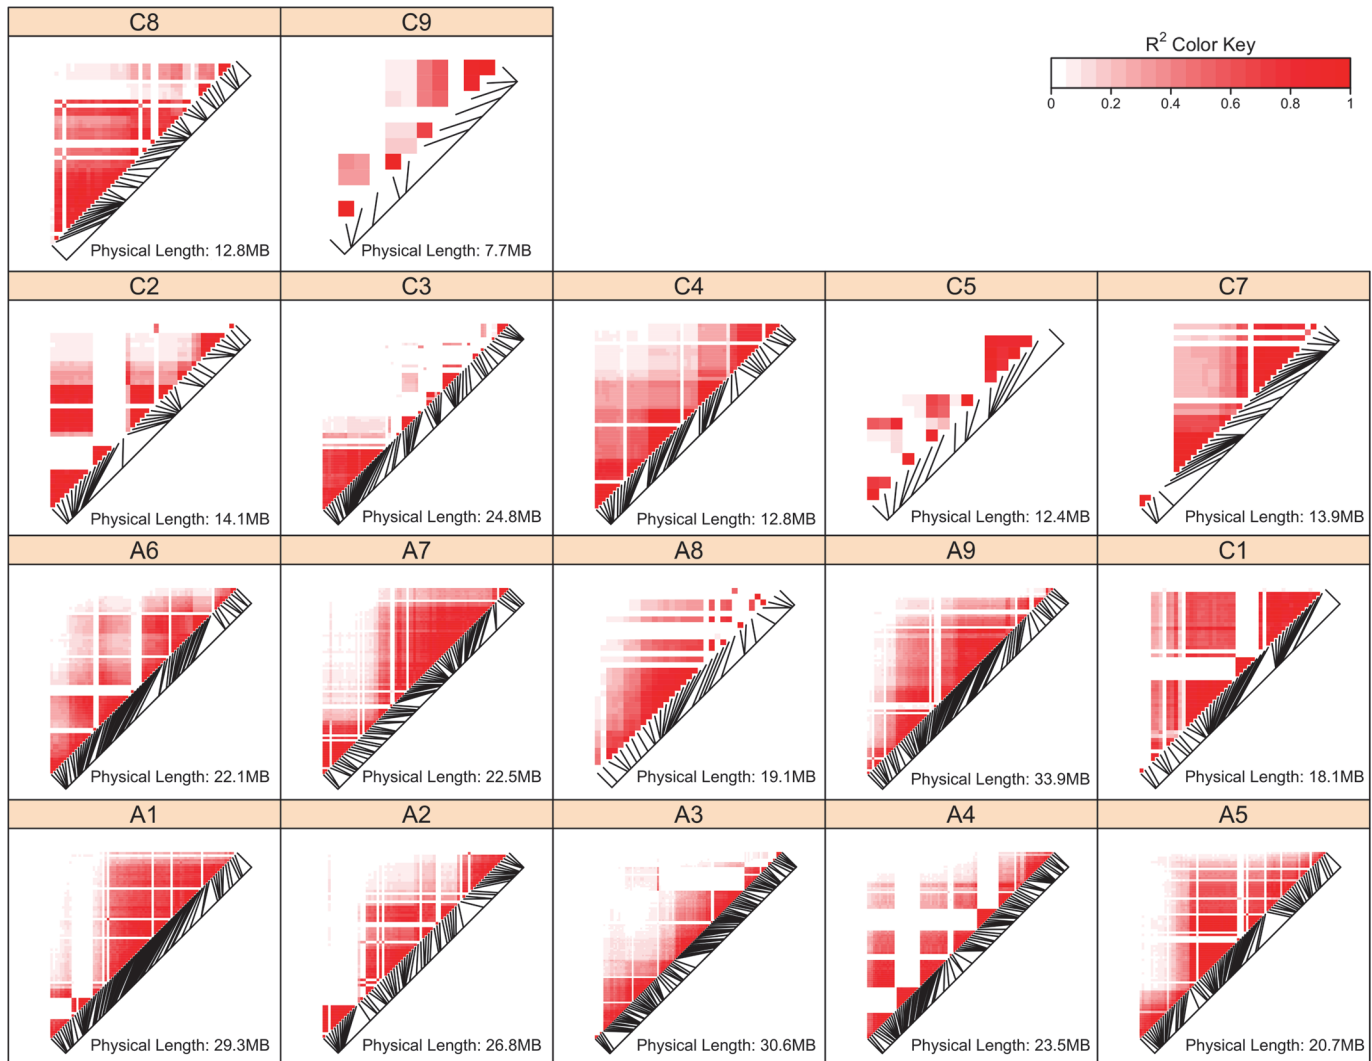 C8 C9
R² Color Key
0 0.2 0.4 0.6 0.8 1
Physical Length: 12.8MB Physical Length: 7.7MB
C2 C3 C4 C5 C7
Physical Length: 14.1MB Physical Length: 24.8MB Physical Length: 12.8MB Physical Length: 12.4MB Physical Length: 13.9MB
A6 A7 A8 A9 C1
Physical Length: 22.1MB Physical Length: 22.5MB Physical Length: 19.1MB Physical Length: 33.9MB Physical Length: 18.1MB
A1 A2 A3 A4 A5
Physical Length: 29.3MB Physical Length: 26.8MB Physical Length: 30.6MB Physical Length: 23.5MB Physical Length: 20.7MB